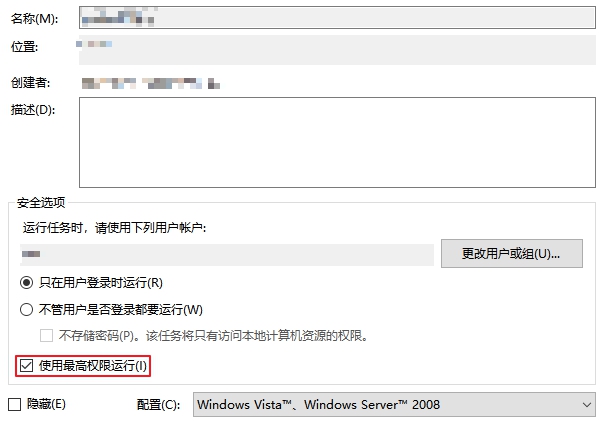 名称(M):
位置:
创建者:
描述(D):
安全选项
运行任务时，请使用下列用户帐户:
更改用户或组(U)...
只在用户登录时运行(R)
不管用户是否登录都要运行(W)
不存储密码(P)。该任务将只有访问本地计算机资源的权限。
使用最高权限运行(I)
隐藏(E) 配置(C): Windows Vista™、Windows Server™ 2008